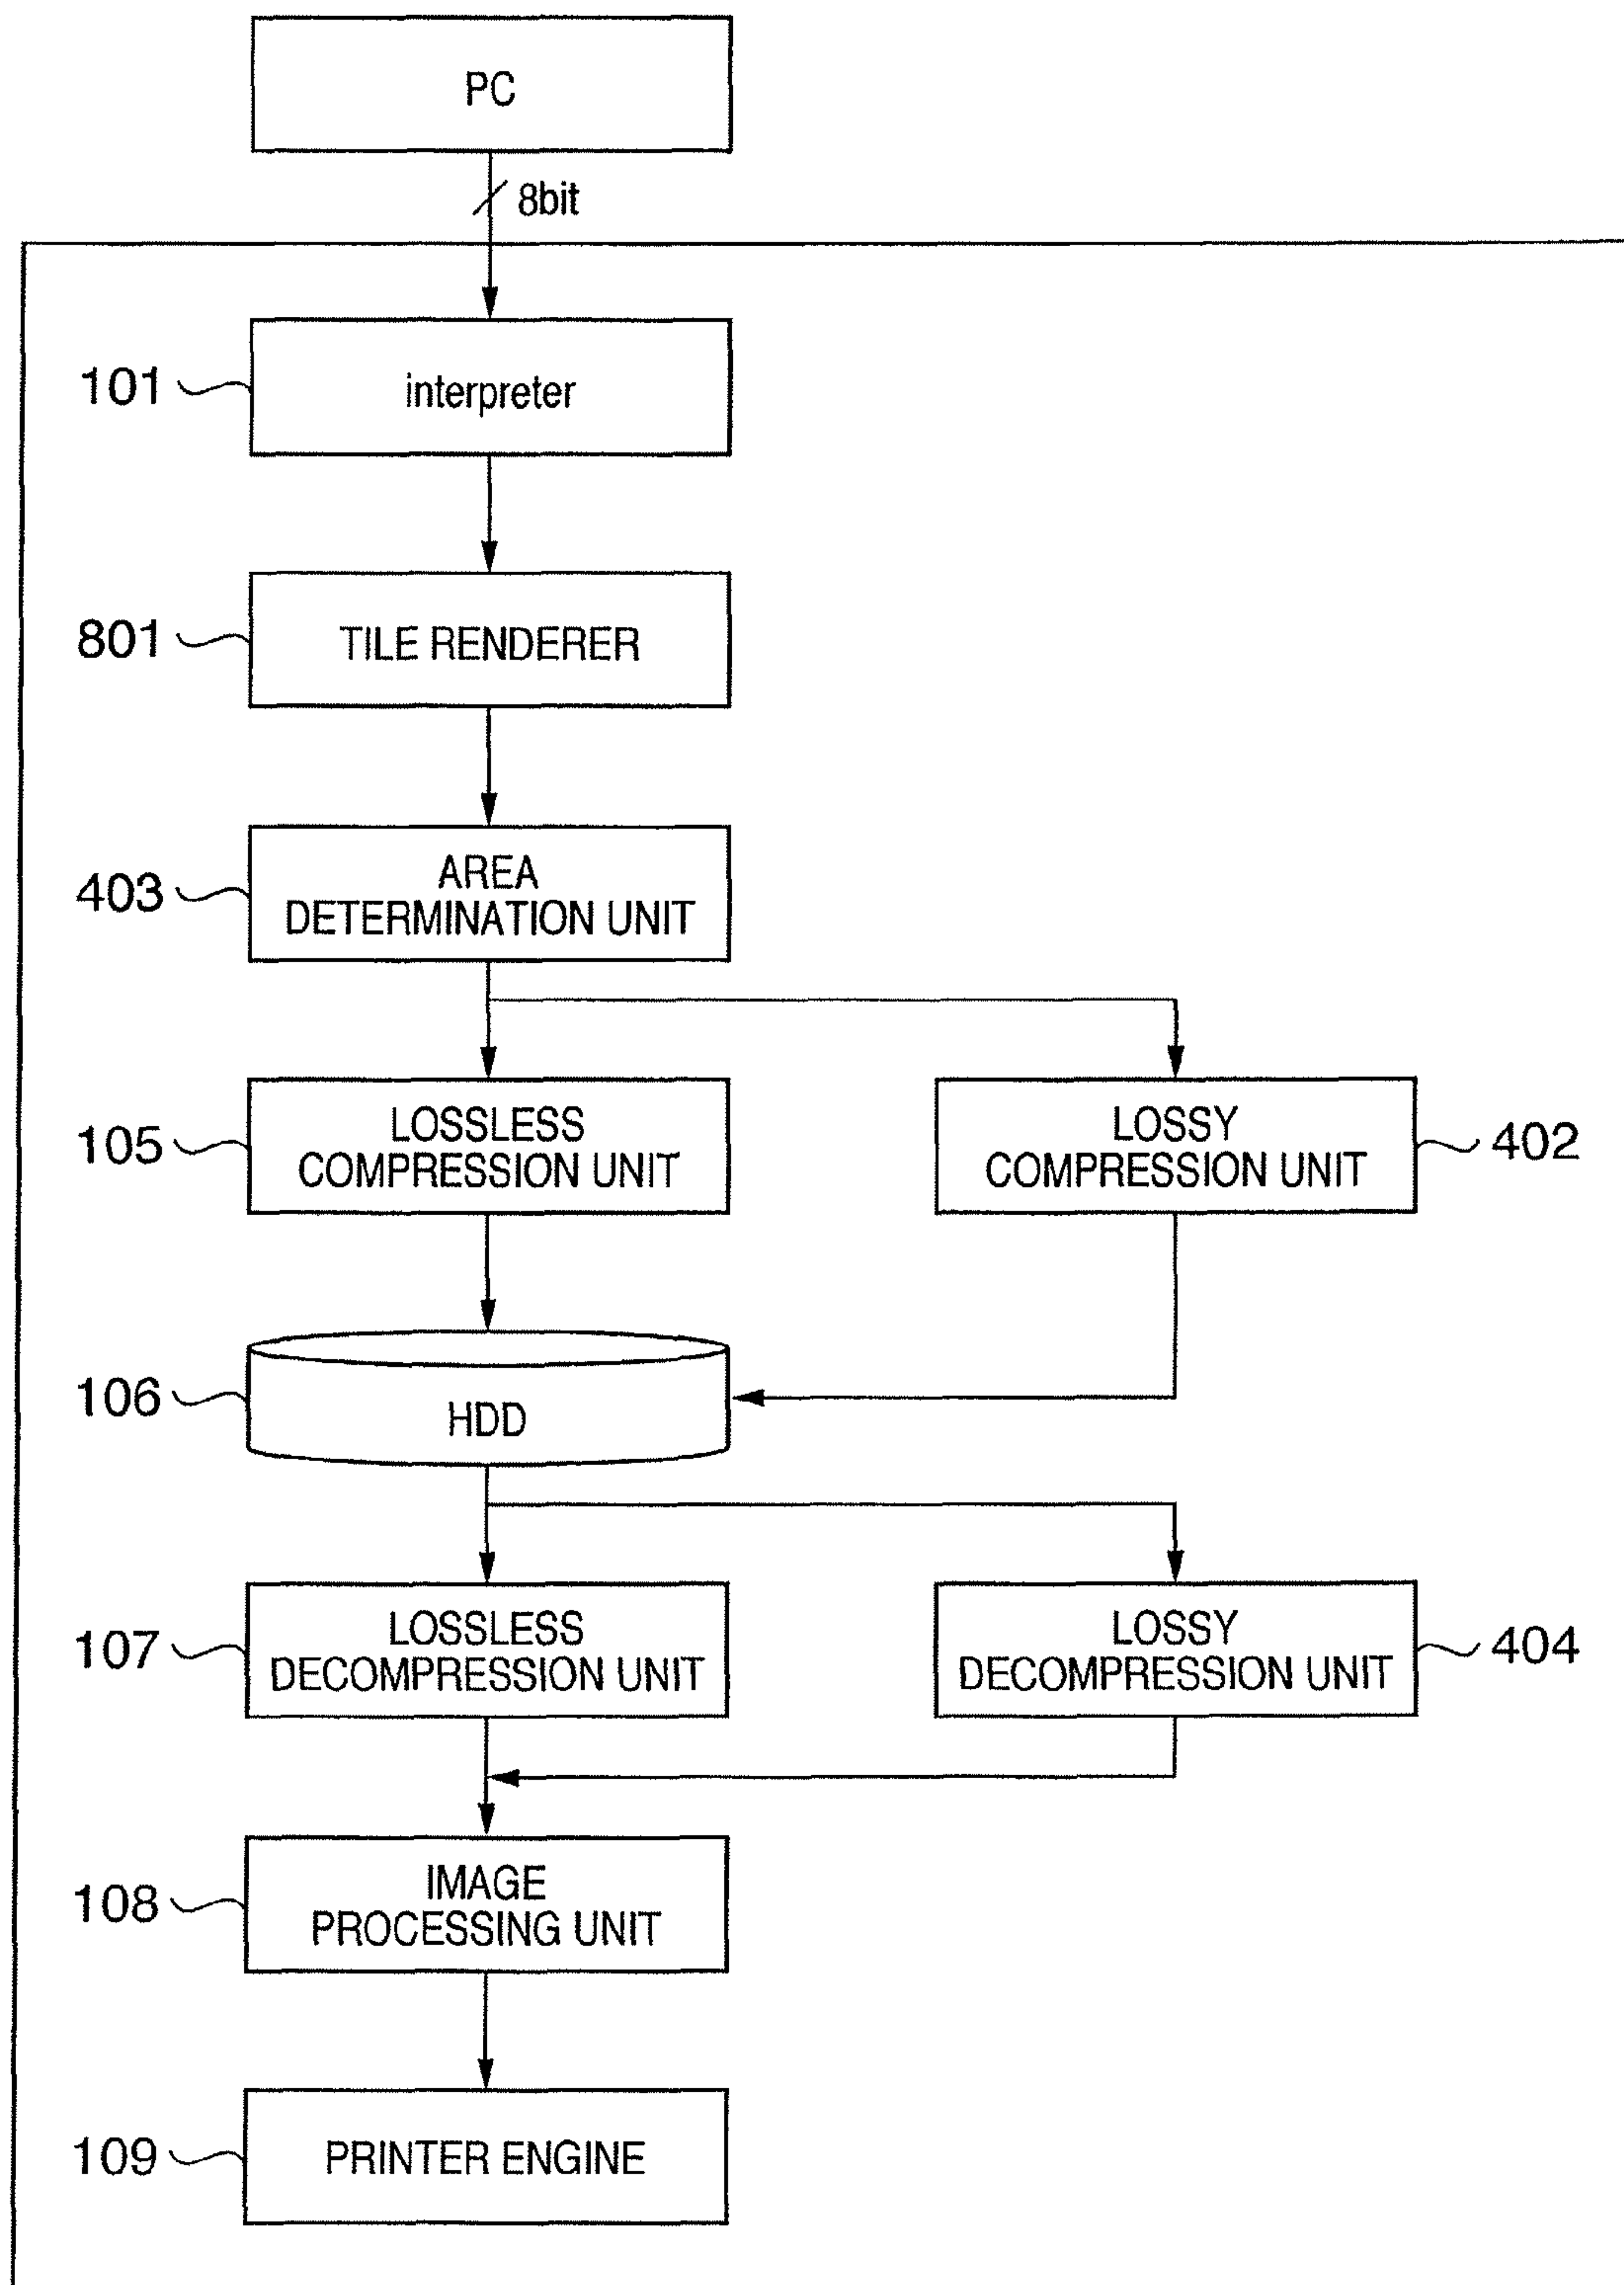 PC
8bit
101
interpreter
801
TILE RENDERER
403
AREA
DETERMINATION UNIT
105
LOSSLESS
COMPRESSION UNIT
LOSSY
COMPRESSION UNIT
402
106
HDD
107
LOSSLESS
DECOMPRESSION UNIT
LOSSY
DECOMPRESSION UNIT
404
108
IMAGE
PROCESSING UNIT
109
PRINTER ENGINE